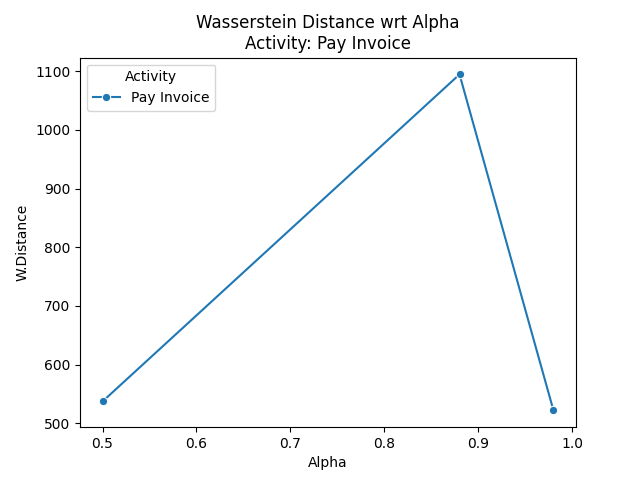 Wasserstein Distance wrt Alpha
Activity: Pay Invoice
Activity
Pay Invoice
1100
1000
900
800
700
600
500
W.Distance
0.5 0.6 0.7 0.8 0.9 1.0
Alpha